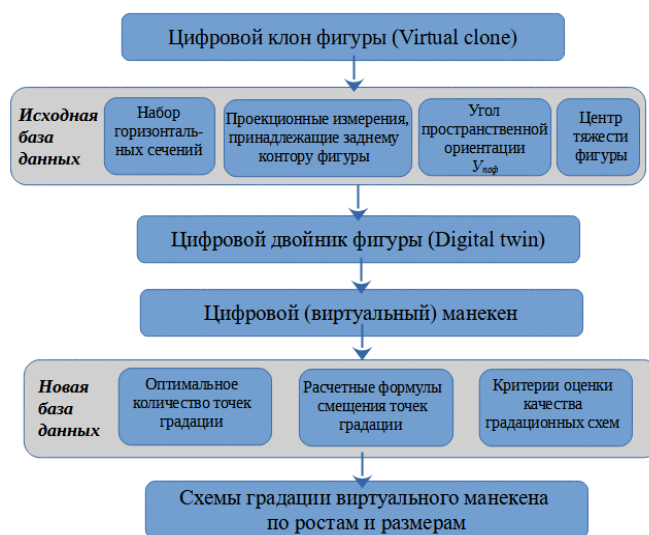 Цифровой клон фигуры (Virtual clone)
Исходная
база
данных
Набор
горизонталь-
ных сечений
Проекционные измерения,
принадлежащие заднему
контору фигуры
Угол
пространственной
ориентации
Упоф
Центр
тяжести
фигуры
Цифровой двойник фигуры (Digital twin)
Цифровой (виртуальный) манекен
Новая
база
данных
Оптимальное
количество точек
градации
Расчетные формулы
смещения точек
градации
Критерии оценки
качества
градационных схем
Схемы градации виртуального манекена
по ростам и размерам